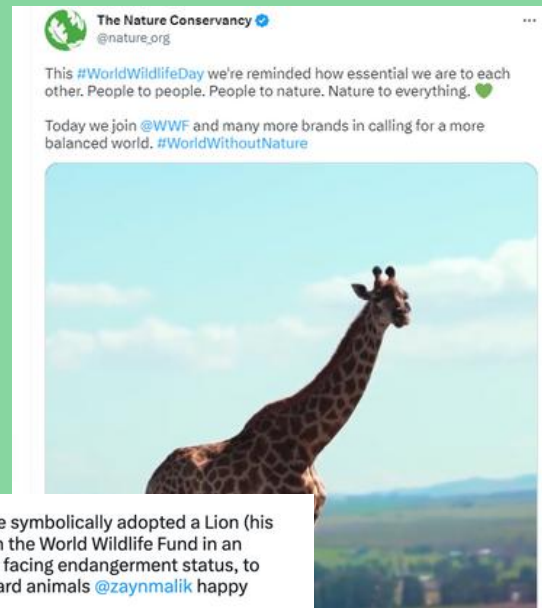 The Nature Conservancy
@nature_org
This #WorldWildlifeDay we're reminded how essential we are to each
other. People to people. People to nature. Nature to everything. 💚
Today we join @WWF and many more brands in calling for a more
balanced world. #WorldWithoutNature
e symbolically adopted a Lion (his
n the World Wildlife Fund in an
facing endangerment status, to
ard animals @zaynmalik happy